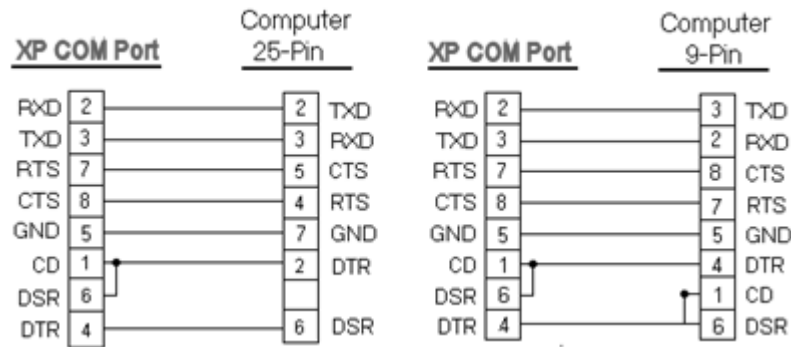 Computer
25-Pin
XP COM Port
RXD 2 2 TXD
TXD 3 3 RXD
RTS 7 5 CTS
CTS 8 4 RTS
GND 5 7 GND
CD 1 2 DTR
DSR 6
DTR 4 6 DSR
Computer
9-Pin
XP COM Port
RXD 2 3 TXD
TXD 3 2 RXD
RTS 7 8 CTS
CTS 8 7 RTS
GND 5 5 GND
CD 1 4 DTR
DSR 6 1 CD
DTR 4 6 DSR